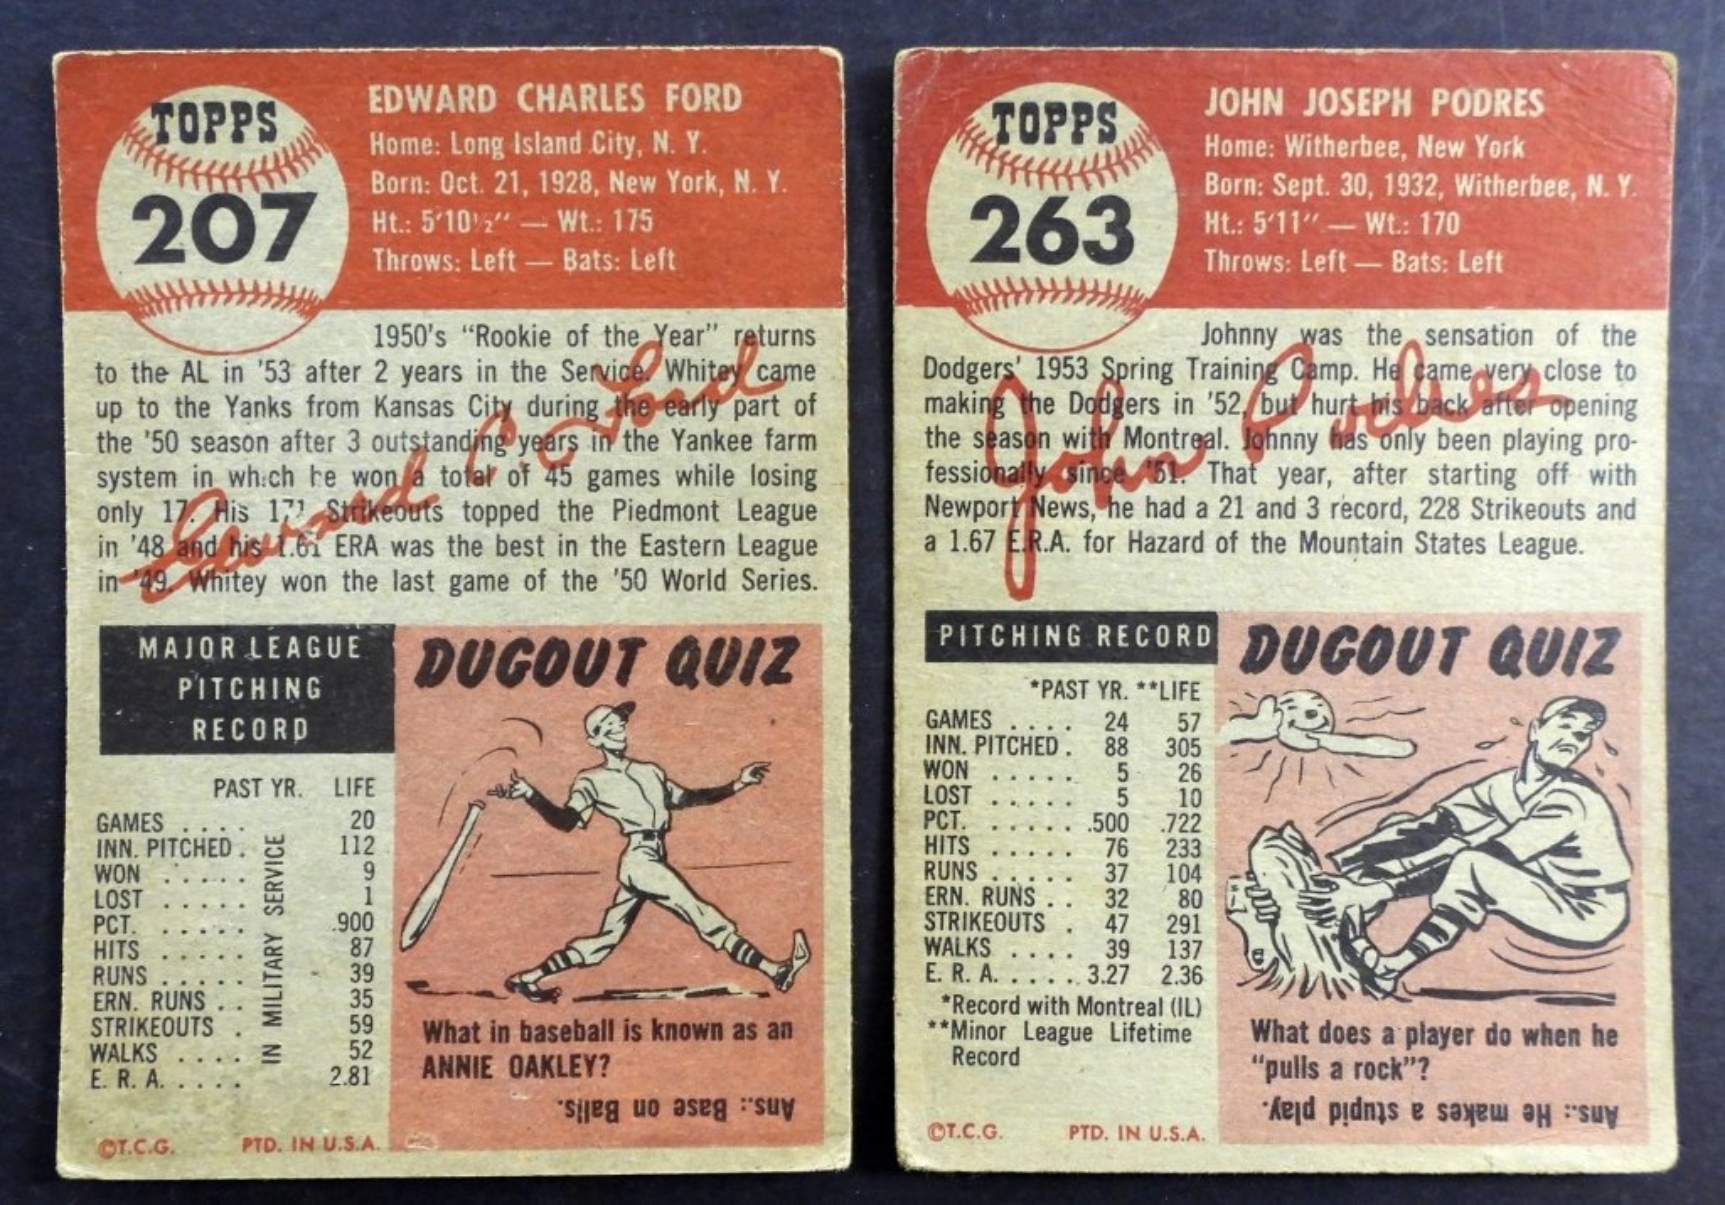 TOPPS
207
EDWARD CHARLES FORD
Home: Long Island City, N. Y.
Born: Oct. 21, 1928, New York, N. Y.
Ht.: 5'10½" — Wt.: 175
Throws: Left — Bats: Left
1950's "Rookie of the Year" returns
to the AL in '53 after 2 years in the Service. Whitey came
up to the Yanks from Kansas City during the early part of
the '50 season after 3 outstanding years in the Yankee farm
system in which he won a total of 45 games while losing
only 17. His 171 Strikeouts topped the Piedmont League
in '48 and his 1.61 ERA was the best in the Eastern League
in '49. Whitey won the last game of the '50 World Series.
Edward C. Ford
MAJOR LEAGUE
PITCHING
RECORD
PAST YR. LIFE
GAMES .... 20
INN. PITCHED . 112
WON ..... 9
LOST ..... 1
PCT. ..... .900
HITS ..... 87
RUNS ..... 39
ERN. RUNS .. 35
STRIKEOUTS . 59
WALKS .... 52
E. R. A. ..... 2.81
IN MILITARY SERVICE
DUGOUT QUIZ
What in baseball is known as an
ANNIE OAKLEY?
Ans.: Base on Balls.
©T.C.G. PTD. IN U.S.A.
TOPPS
263
JOHN JOSEPH PODRES
Home: Witherbee, New York
Born: Sept. 30, 1932, Witherbee, N. Y.
Ht.: 5'11" — Wt.: 170
Throws: Left — Bats: Left
Johnny was the sensation of the
Dodgers' 1953 Spring Training Camp. He came very close to
making the Dodgers in '52, but hurt his back after opening
the season with Montreal. Johnny has only been playing pro-
fessionally since '51. That year, after starting off with
Newport News, he had a 21 and 3 record, 228 Strikeouts and
a 1.67 E.R.A. for Hazard of the Mountain States League.
John Podres
PITCHING RECORD
*PAST YR. **LIFE
GAMES .... 24 57
INN. PITCHED . 88 305
WON ..... 5 26
LOST ..... 5 10
PCT. ...... .500 .722
HITS ..... 76 233
RUNS ..... 37 104
ERN. RUNS .. 32 80
STRIKEOUTS . 47 291
WALKS .... 39 137
E. R. A. ..... 3.27 2.36
*Record with Montreal (IL)
**Minor League Lifetime
Record
DUGOUT QUIZ
What does a player do when he
"pulls a rock"?
Ans.: He makes a stupid play.
©T.C.G. PTD. IN U.S.A.